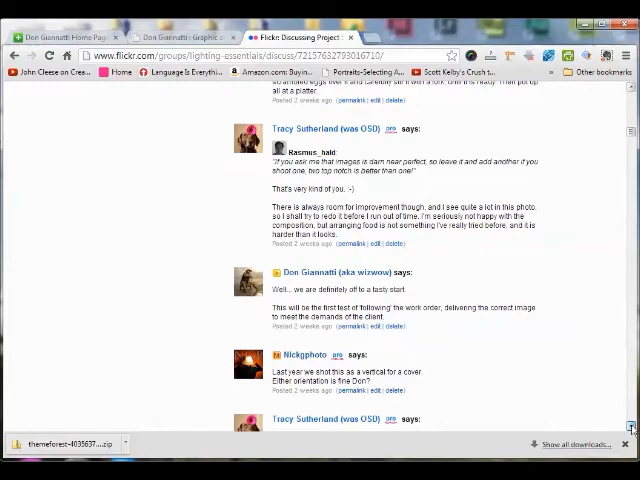 Don Giannatti Home Page
Don Giannatti : Graphic a
Flickr: Discussing Project
www.flickr.com/groups/lighting-essentials/discuss/72157632793016710/
John Cleese on Crea...
Home
Language Is Everythi...
Amazon.com: Buyin...
Portraits-Selecting A...
Scott Kelby's Crush t...
»
Other bookmarks
all at a platter.
Posted 2 weeks ago. (permalink | edit | delete)
Tracy Sutherland (was OSD) pro says:
Rasmus_hald:
"If you ask me that images is darn near perfect, so leave it and add another if you
shoot one, two top notch is better than one!"
That's very kind of you. :-)
There is always room for improvement though, and I see quite a lot in this photo,
so I shall try to redo it before I run out of time. I'm seriously not happy with the
composition, but arranging food is not something I've really tried before, and it is
harder than it looks.
Posted 2 weeks ago. (permalink | edit | delete)
Don Giannatti (aka wizwow) says:
Well... we are definitely off to a tasty start.
This will be the first test of 'following' the work order, delivering the correct image
to meet the demands of the client.
Posted 2 weeks ago. (permalink | edit | delete)
Nickgphoto pro says:
Last year we shot this as a vertical for a cover.
Either orientation is fine Don?
Posted 2 weeks ago. (permalink | edit | delete)
Tracy Sutherland (was OSD) pro says:
themeforest-4035637....zip
Show all downloads...